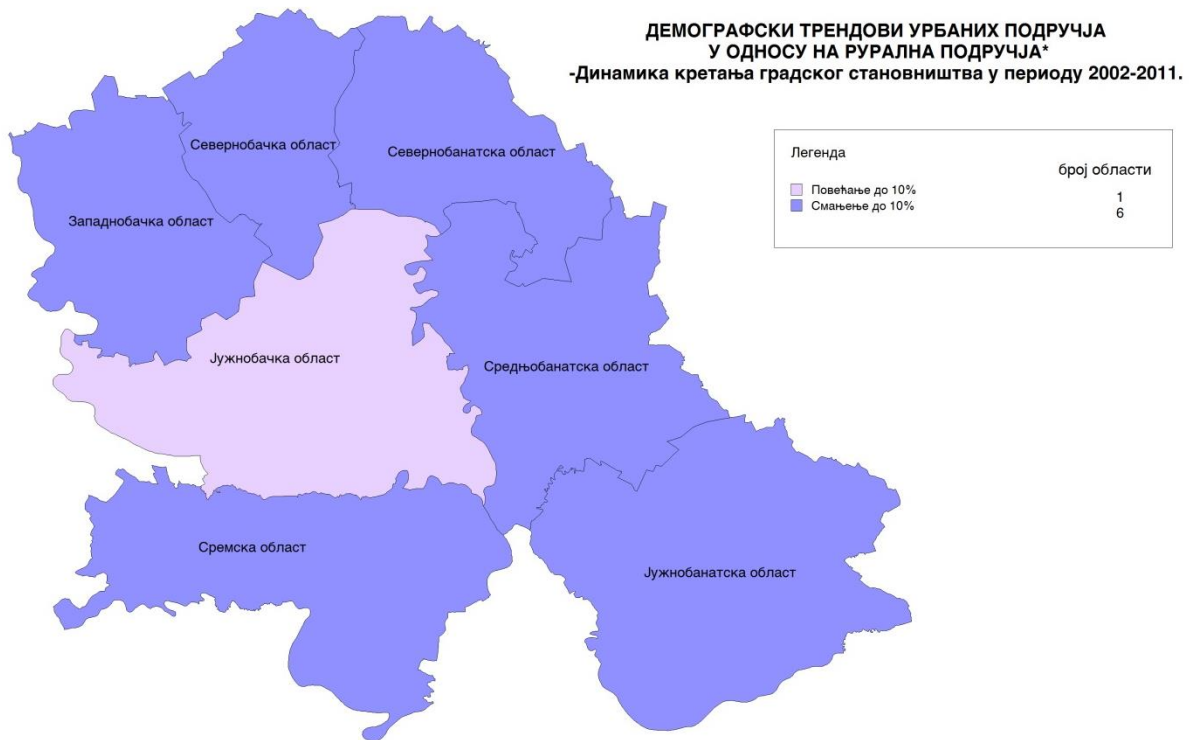 ДЕМОГРАФСКИ ТРЕНДОВИ УРБАНИХ ПОДРУЧЈА
У ОДНОСУ НА РУРАЛНА ПОДРУЧЈА*
-Динамика кретања градског становништва у периоду 2002-2011.
Легенда
број области
Повећање до 10% 1
Смањење до 10% 6
Севернобачка област
Севернобанатска област
Западнобачка област
Јужнобачка област
Средњобанатска област
Сремска област
Јужнобанатска област